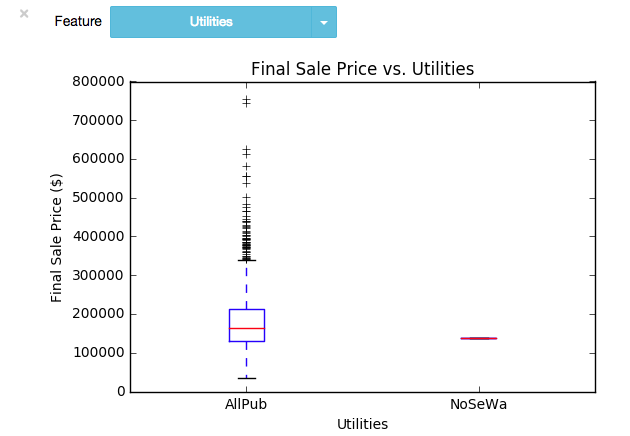 × Feature Utilities
Final Sale Price vs. Utilities
800000
700000
600000
500000
400000
300000
200000
100000
0
Final Sale Price ($)
AllPub NoSeWa
Utilities